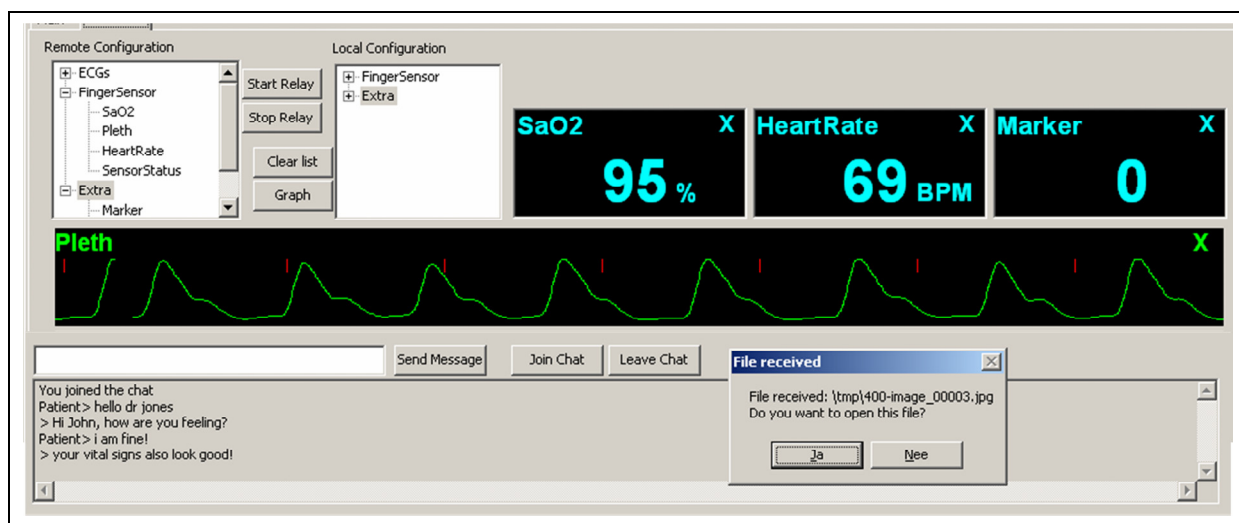 Remote Configuration
ECGs
FingerSensor
SaO2
Pleth
HeartRate
SensorStatus
Extra
Marker
Start Relay
Stop Relay
Clear list
Graph
Local Configuration
FingerSensor
Extra
SaO2 X
95 %
HeartRate X
69 BPM
Marker X
0
Pleth X
Send Message
Join Chat
Leave Chat
You joined the chat
Patient> hello dr jones
> Hi John, how are you feeling?
Patient> i am fine!
> your vital signs also look good!
File received
File received: \tmp\400-image_00003.jpg
Do you want to open this file?
Ja
Nee